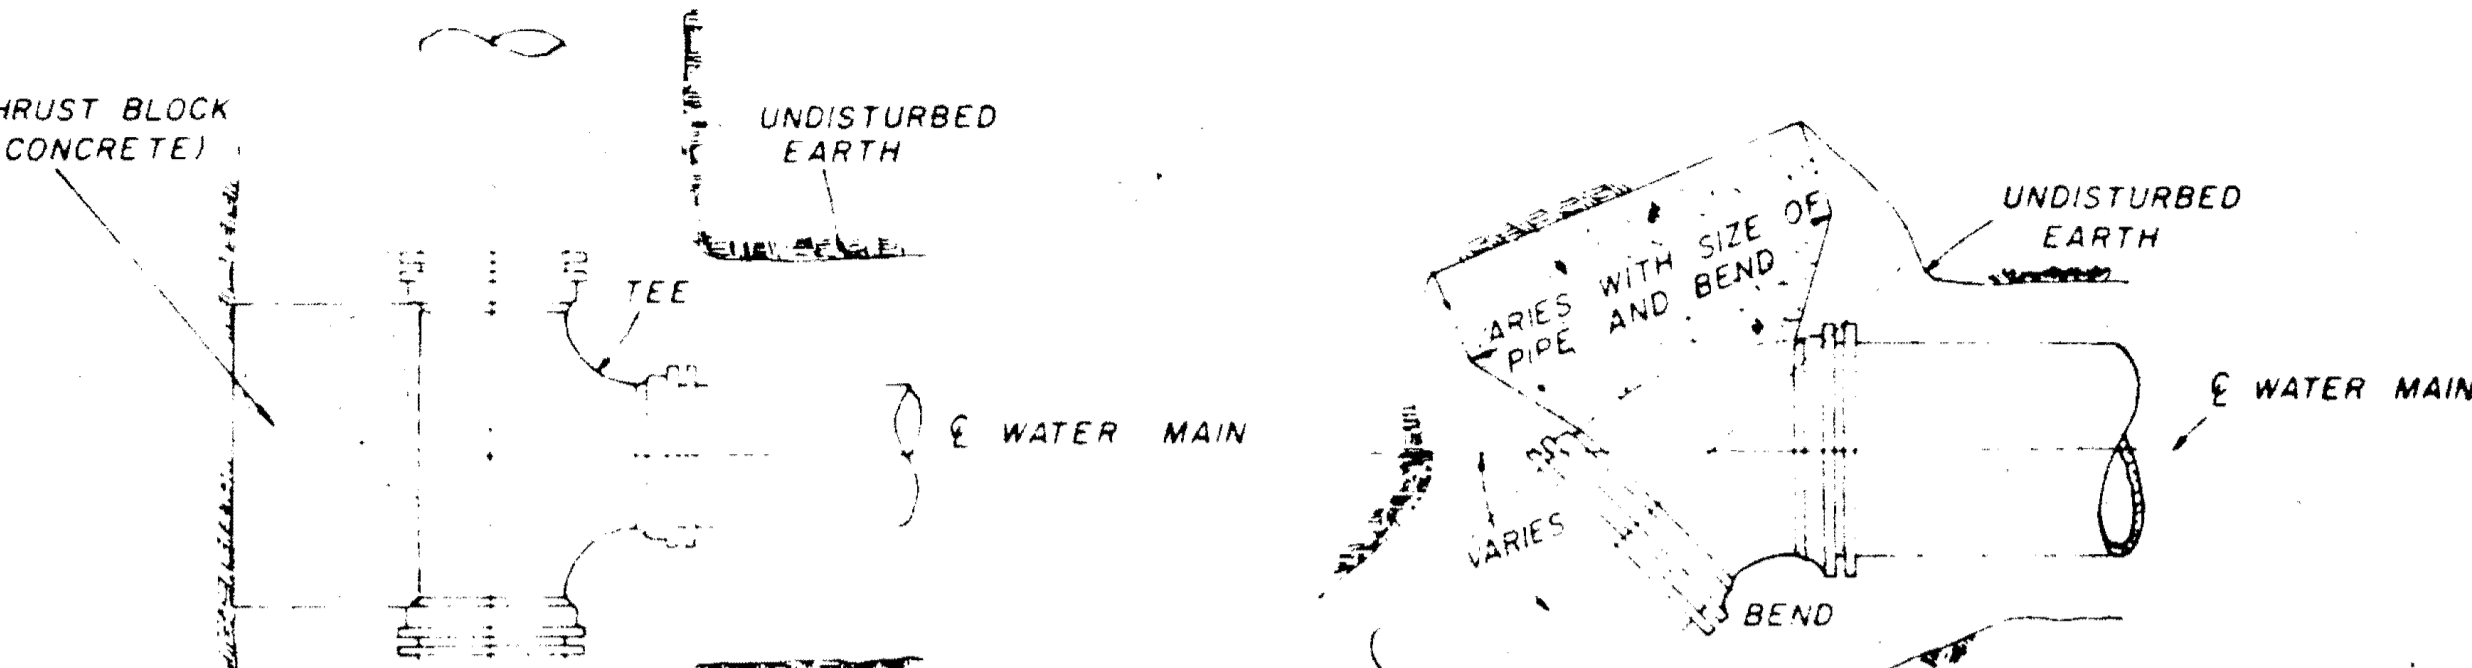 HRUST BLOCK
CONCRETE)
UNDISTURBED
EARTH
TEE
℄ WATER MAIN
ARIES WITH SIZE OF
PIPE AND BEND
UNDISTURBED
EARTH
℄ WATER MAIN
VARIES
BEND